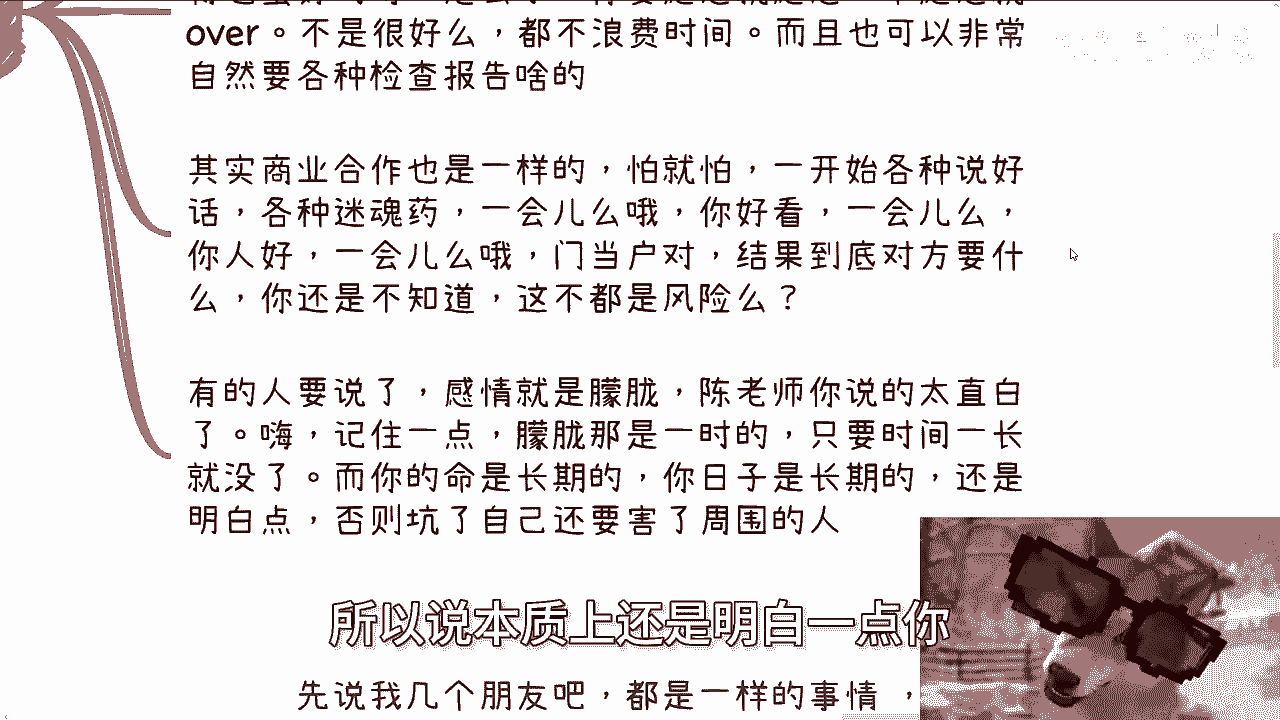 over。不是很好么，都不浪费时间。而且也可以非常
自然要各种检查报告啥的
其实商业合作也是一样的，怕就怕，一开始各种说好
话，各种迷魂药，一会儿么哦，你好看，一会儿么，
你人好，一会儿么哦，门当户对，结果到底对方要什
么，你还是不知道，这不都是风险么？
有的人要说了，感情就是朦胧，陈老师你说的太直白
了。嗨，记住一点，朦胧那是一时的，只要时间一长
就没了。而你的命是长期的，你日子是长期的，还是
明白点，否则坑了自己还要害了周围的人
所以说本质上还是明白一点你
先说我几个朋友吧，都是一样的事情，